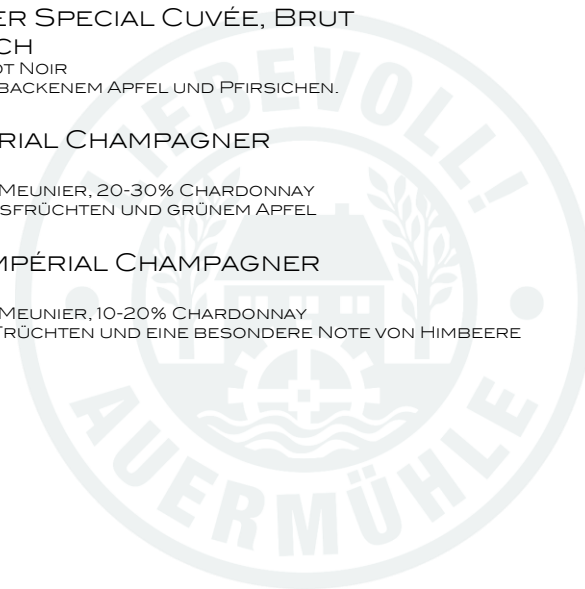 ER SPECIAL CUVÉE, BRUT
CH
OT NOIR
BACKENEM APFEL UND PFIRSICHEN.
RIAL CHAMPAGNER
MEUNIER, 20-30% CHARDONNAY
SFRÜCHTEN UND GRÜNEM APFEL
MPÉRIAL CHAMPAGNER
MEUNIER, 10-20% CHARDONNAY
TRÜCHTEN UND EINE BESONDERE NOTE VON HIMBEERE
LIEBEVOLL!
AUERMÜHLE